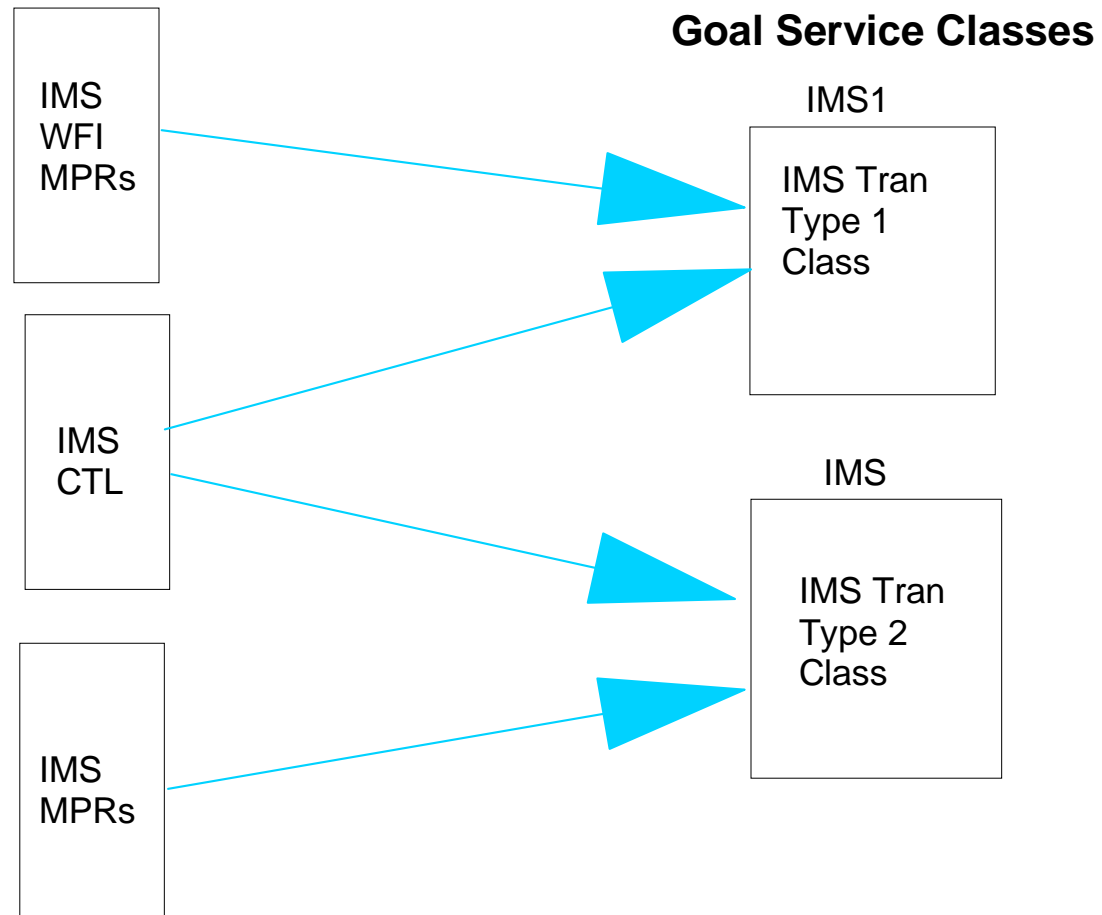 Goal Service Classes
IMS
WFI
MPRs
IMS1
IMS Tran
Type 1
Class
IMS
CTL
IMS
IMS Tran
Type 2
Class
IMS
MPRs